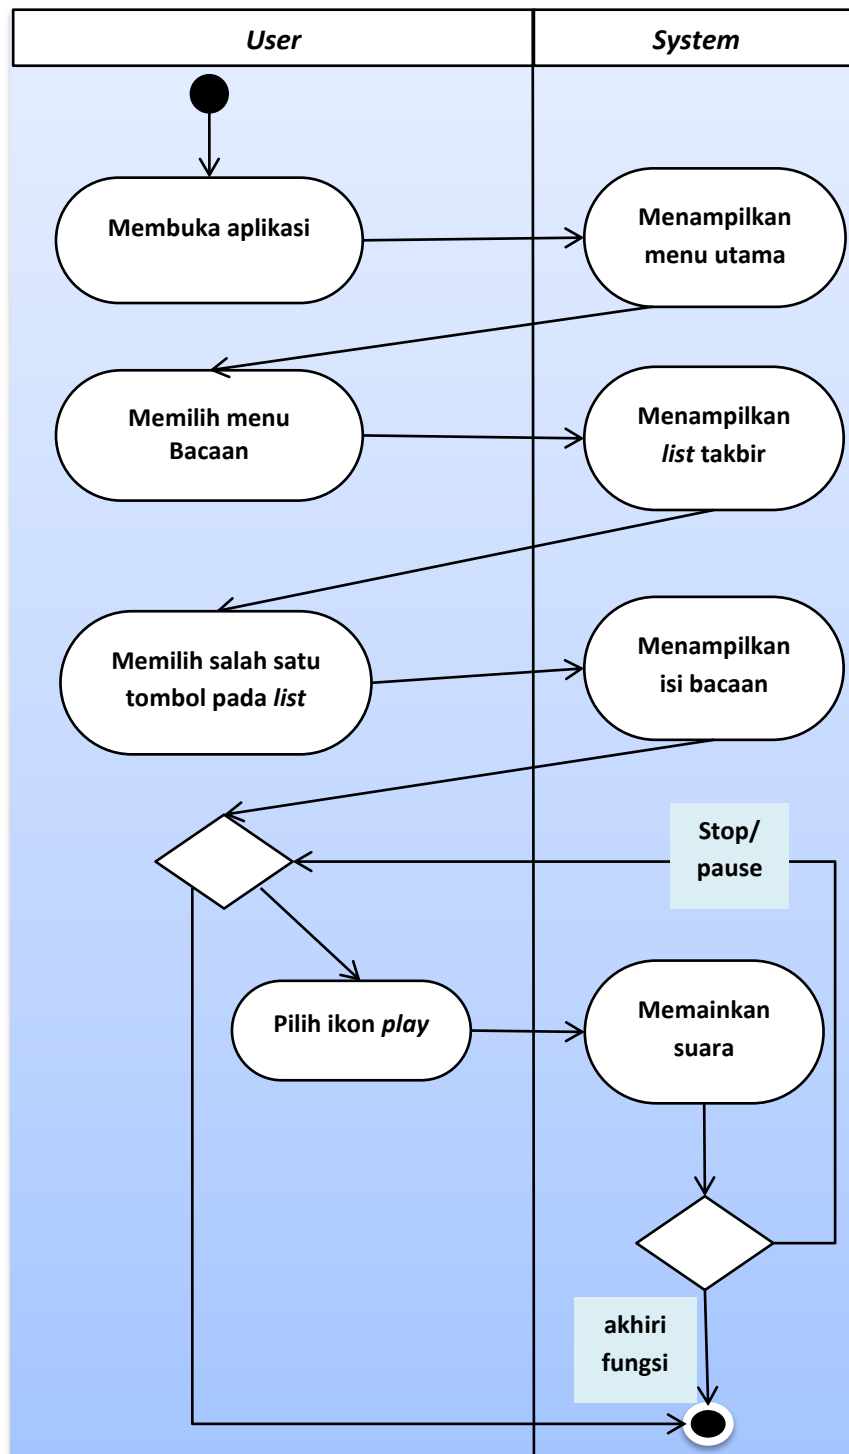 User
System
Membuka aplikasi
Menampilkan
menu utama
Memilih menu
Bacaan
Menampilkan
list takbir
Memilih salah satu
tombol pada list
Menampilkan
isi bacaan
Stop/
pause
Pilih ikon play
Memainkan
suara
akhiri
fungsi